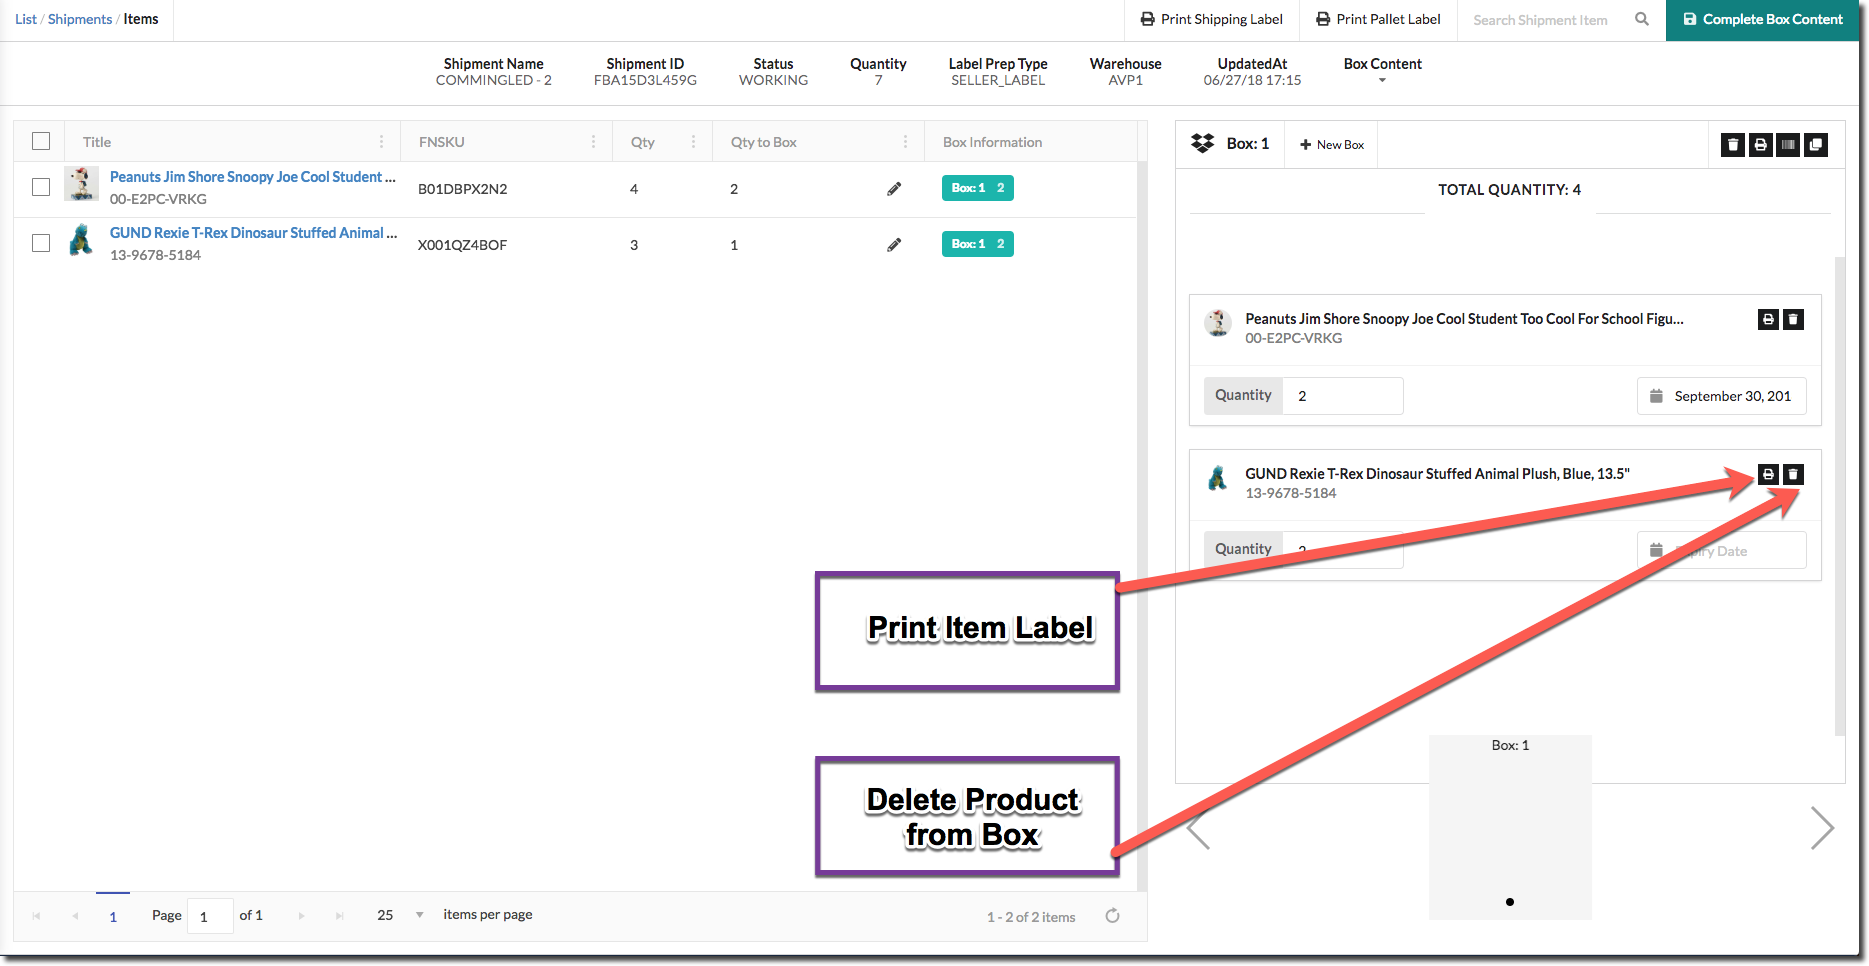 List / Shipments / Items
Print Shipping Label
Print Pallet Label
Search Shipment Item
Complete Box Content
Shipment Name
COMMINGLED - 2
Shipment ID
FBA15D3L459G
Status
WORKING
Quantity
7
Label Prep Type
SELLER_LABEL
Warehouse
AVP1
UpdatedAt
06/27/18 17:15
Box Content
Title
FNSKU
Qty
Qty to Box
Box Information
Peanuts Jim Shore Snoopy Joe Cool Student ...
00-E2PC-VRKG
B01DBPX2N2
4
2
Box: 1 2
GUND Rexie T-Rex Dinosaur Stuffed Animal ...
13-9678-5184
X001QZ4BOF
3
1
Box: 1 2
Box: 1
+ New Box
TOTAL QUANTITY: 4
Peanuts Jim Shore Snoopy Joe Cool Student Too Cool For School Figu...
00-E2PC-VRKG
Quantity
2
September 30, 201
GUND Rexie T-Rex Dinosaur Stuffed Animal Plush, Blue, 13.5"
13-9678-5184
Quantity
Date
Print Item Label
Delete Product
from Box
Box: 1
1
Page 1 of 1
25
items per page
1 - 2 of 2 items